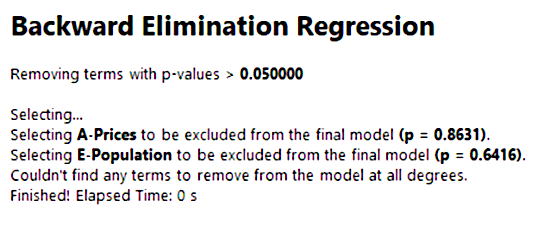 Backward Elimination Regression
Removing terms with p-values > 0.050000
Selecting...
Selecting A-Prices to be excluded from the final model (p = 0.8631).
Selecting E-Population to be excluded from the final model (p = 0.6416).
Couldn't find any terms to remove from the model at all degrees.
Finished! Elapsed Time: 0 s